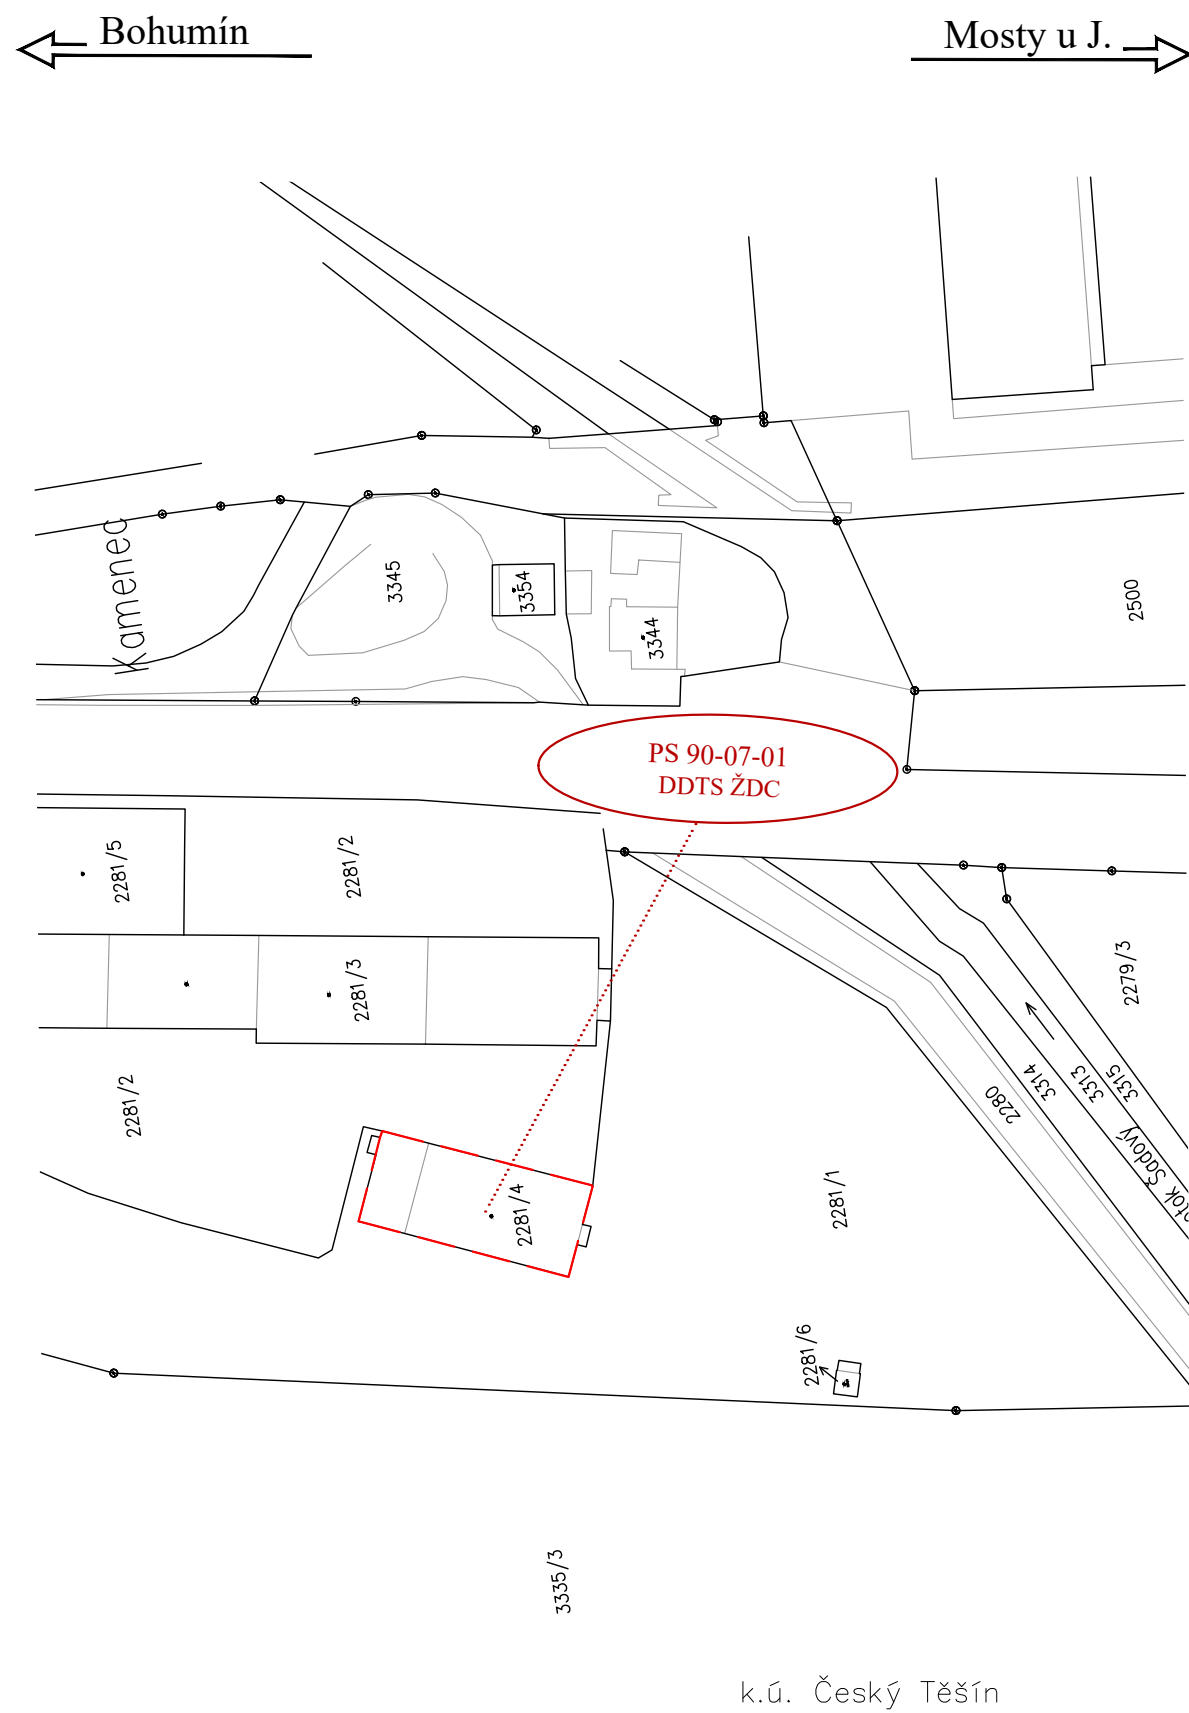 Bohumín
Mosty u J.
Kamenec
3345
3354
3344
2500
PS 90-07-01
DDTS ŽDC
2281/5
2281/2
2281/3
2279/3
2281/2
2280
3314
3313
3315
Sadový
2281/4
2281/1
2281/6
3335/3
k.ú. Český Těšín